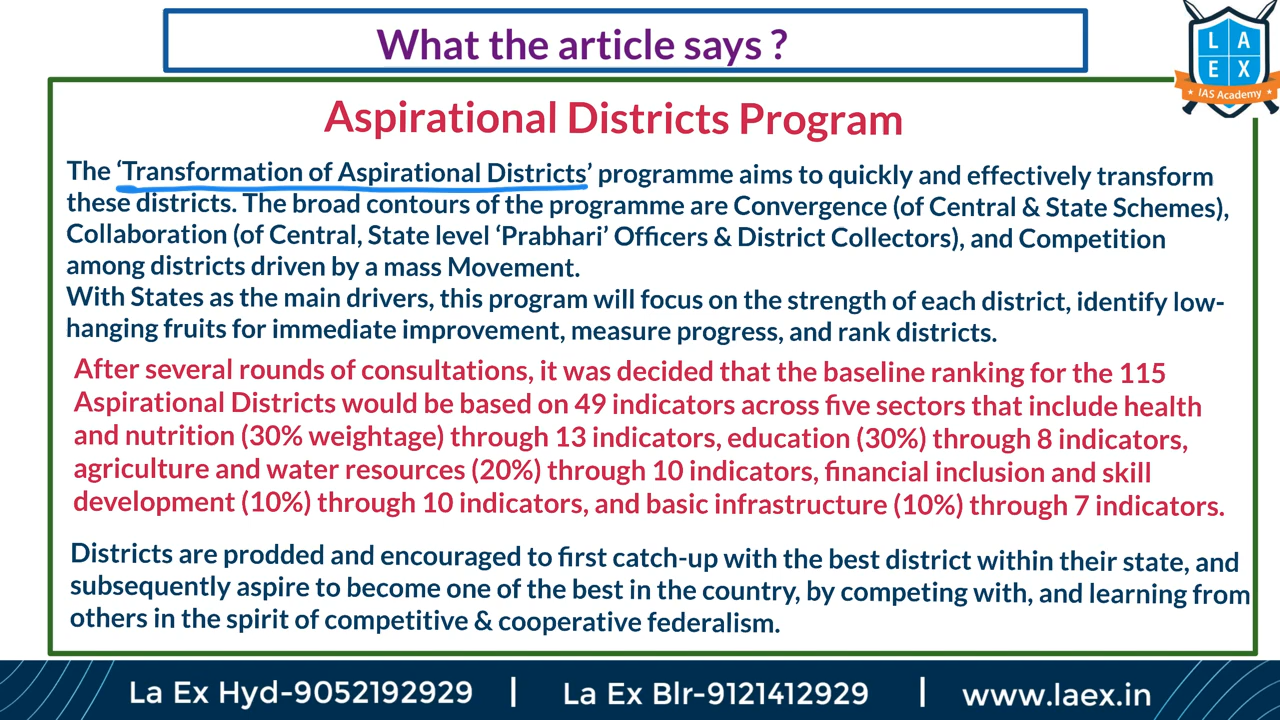 What the article says ?
L A
E X
IAS Academy
Aspirational Districts Program
The ‘Transformation of Aspirational Districts’ programme aims to quickly and effectively transform
these districts. The broad contours of the programme are Convergence (of Central & State Schemes),
Collaboration (of Central, State level ‘Prabhari’ Officers & District Collectors), and Competition
among districts driven by a mass Movement.
With States as the main drivers, this program will focus on the strength of each district, identify low-
hanging fruits for immediate improvement, measure progress, and rank districts.
After several rounds of consultations, it was decided that the baseline ranking for the 115
Aspirational Districts would be based on 49 indicators across five sectors that include health
and nutrition (30% weightage) through 13 indicators, education (30%) through 8 indicators,
agriculture and water resources (20%) through 10 indicators, financial inclusion and skill
development (10%) through 10 indicators, and basic infrastructure (10%) through 7 indicators.
Districts are prodded and encouraged to first catch-up with the best district within their state, and
subsequently aspire to become one of the best in the country, by competing with, and learning from
others in the spirit of competitive & cooperative federalism.
La Ex Hyd-9052192929 | La Ex Blr-9121412929 | www.laex.in